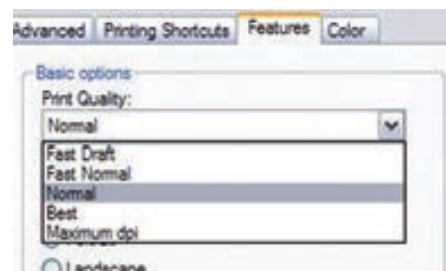 Advanced Printing Shortcuts Features Color
Basic options
Print Quality:
Normal
Fast Draft
Fast Normal
Normal
Best
Maximum dpi
Landscape